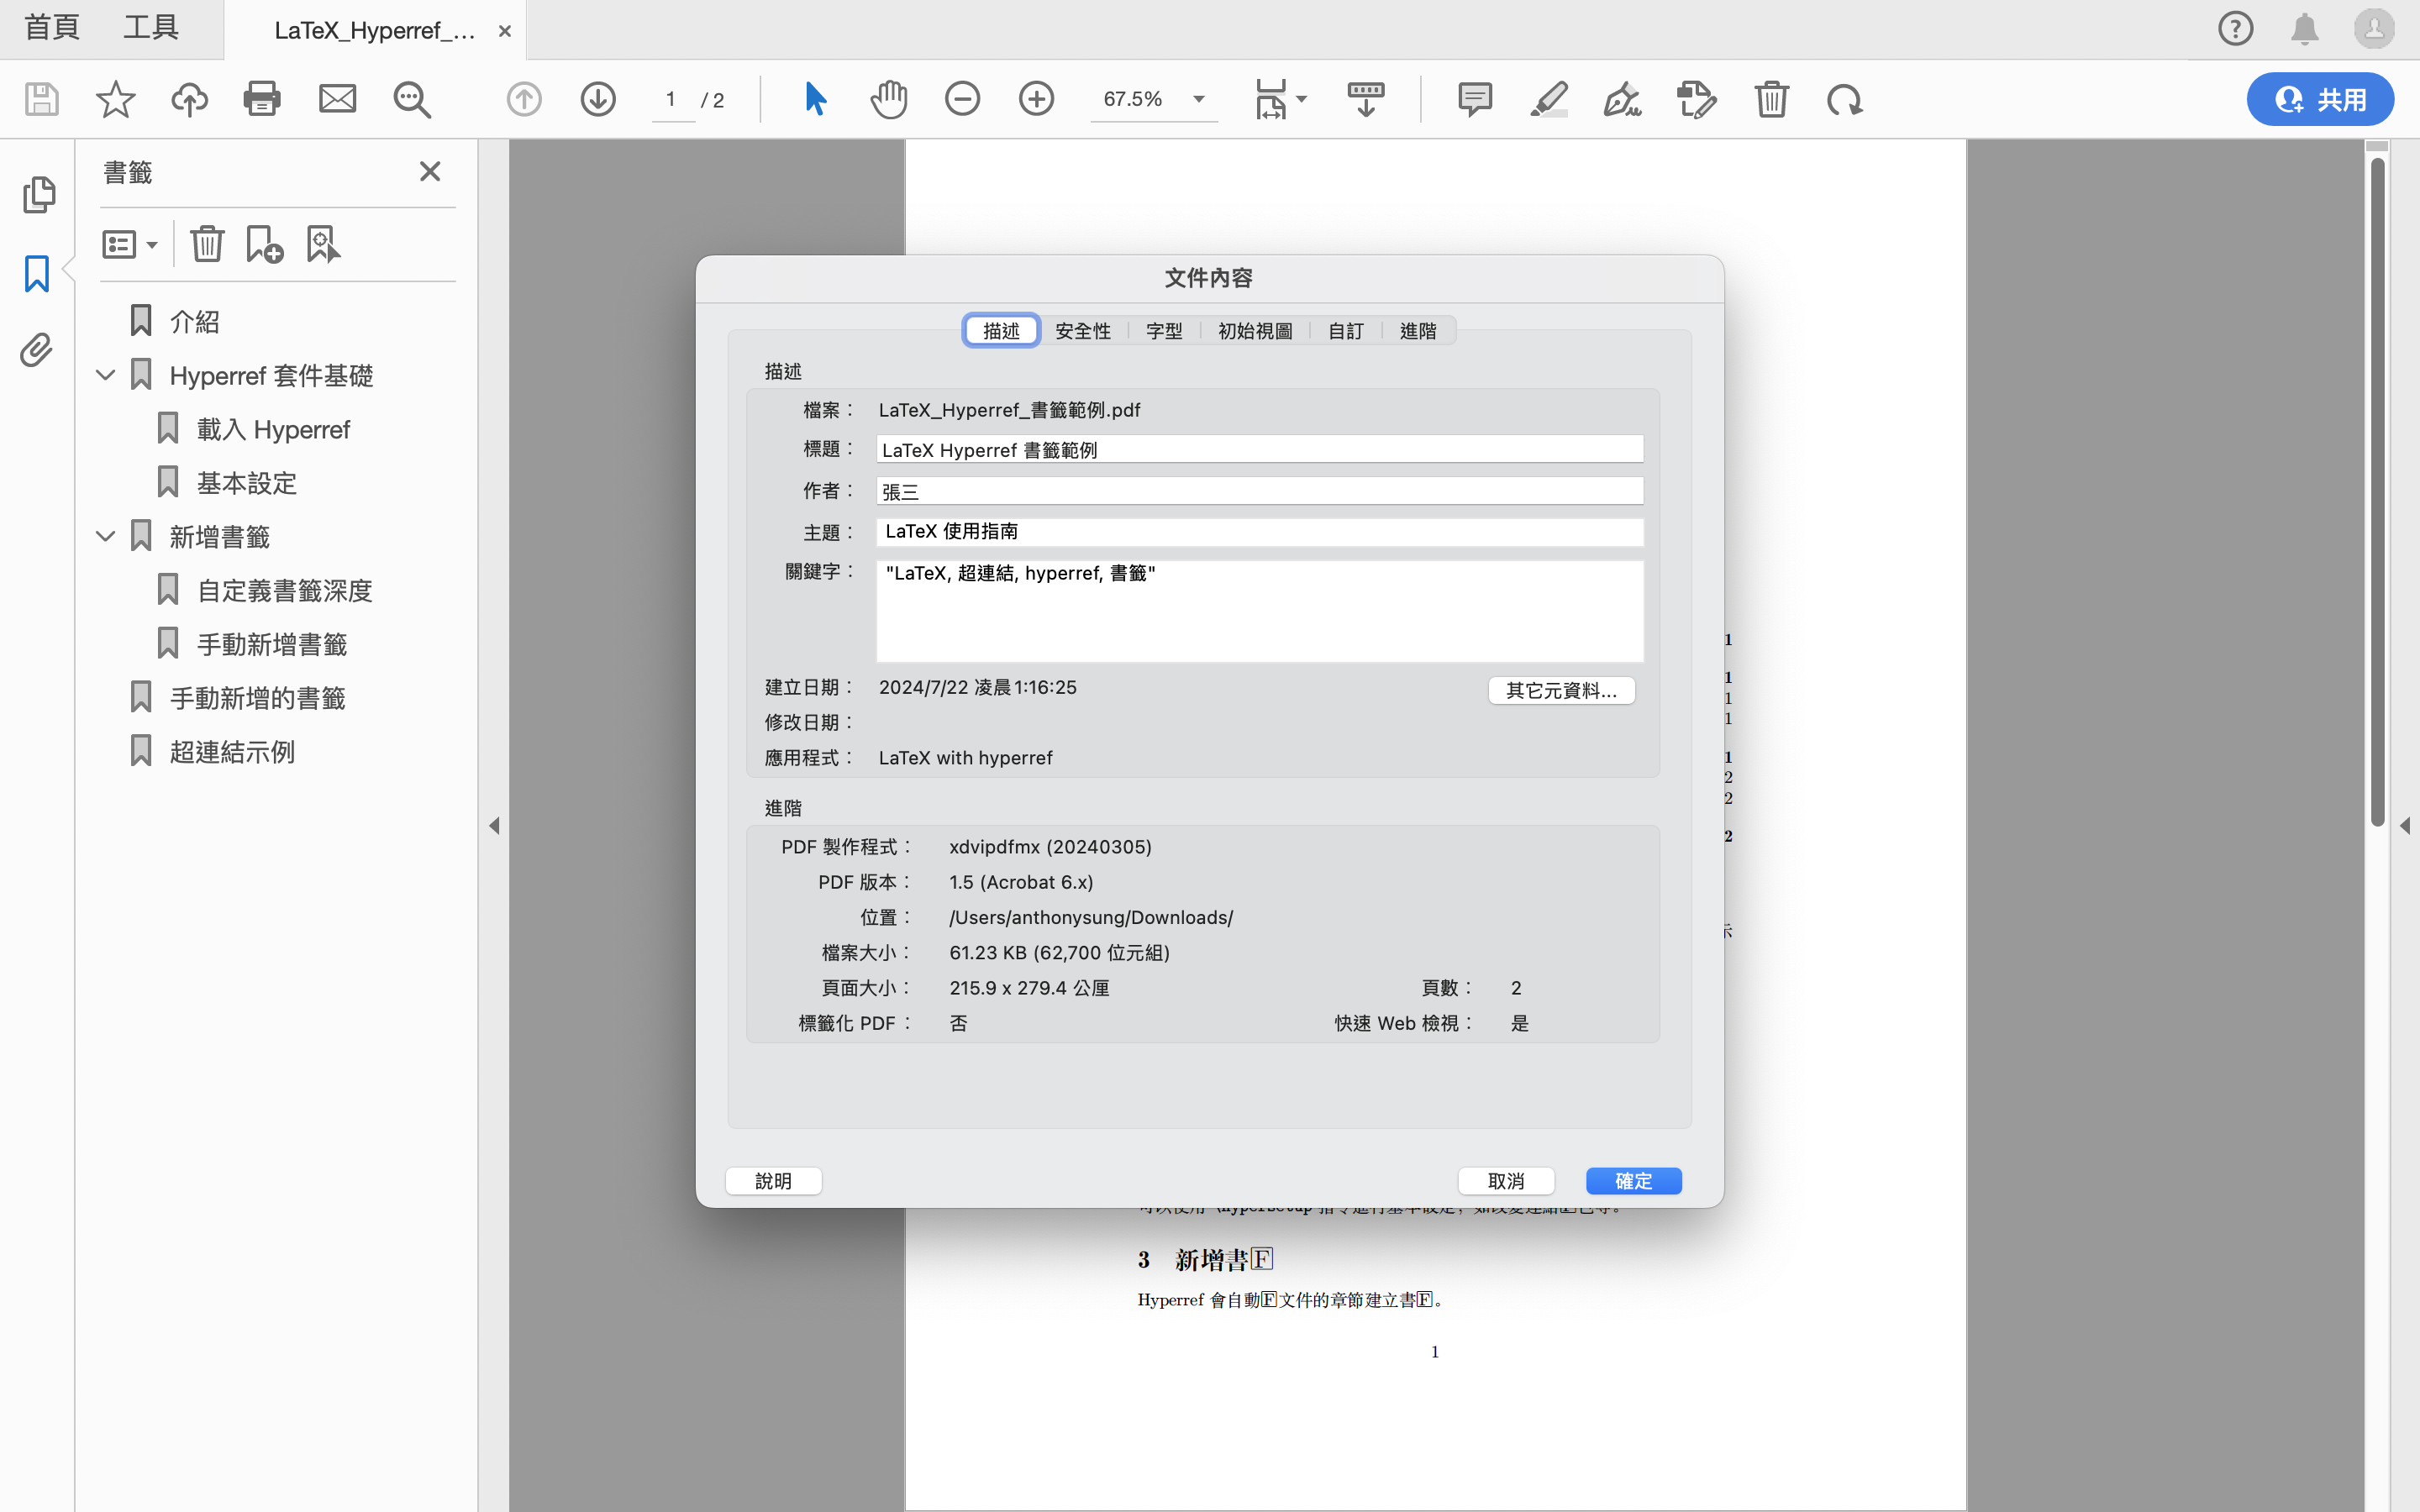 首頁
工具
LaTeX_Hyperref_...
1 / 2
67.5%
共用
書籤
介紹
Hyperref 套件基礎
載入 Hyperref
基本設定
新增書籤
自定義書籤深度
手動新增書籤
手動新增的書籤
超連結示例
文件內容
描述 安全性 字型 初始視圖 自訂 進階
描述
檔案： LaTeX_Hyperref_書籤範例.pdf
標題： LaTeX Hyperref 書籤範例
作者： 張三
主題： LaTeX 使用指南
關鍵字： "LaTeX, 超連結, hyperref, 書籤"
建立日期： 2024/7/22 凌晨1:16:25
其它元資料...
修改日期：
應用程式： LaTeX with hyperref
進階
PDF 製作程式： xdvipdfmx (20240305)
PDF 版本： 1.5 (Acrobat 6.x)
位置： /Users/anthonysung/Downloads/
檔案大小： 61.23 KB (62,700 位元組)
頁面大小： 215.9 x 279.4 公厘 頁數： 2
標籤化 PDF： 否 快速 Web 檢視： 是
說明 取消 確定
1
1
1
1
1
2
2
2
示
3 新增書🄵
Hyperref 會自動🄵文件的章節建立書🄵。
1